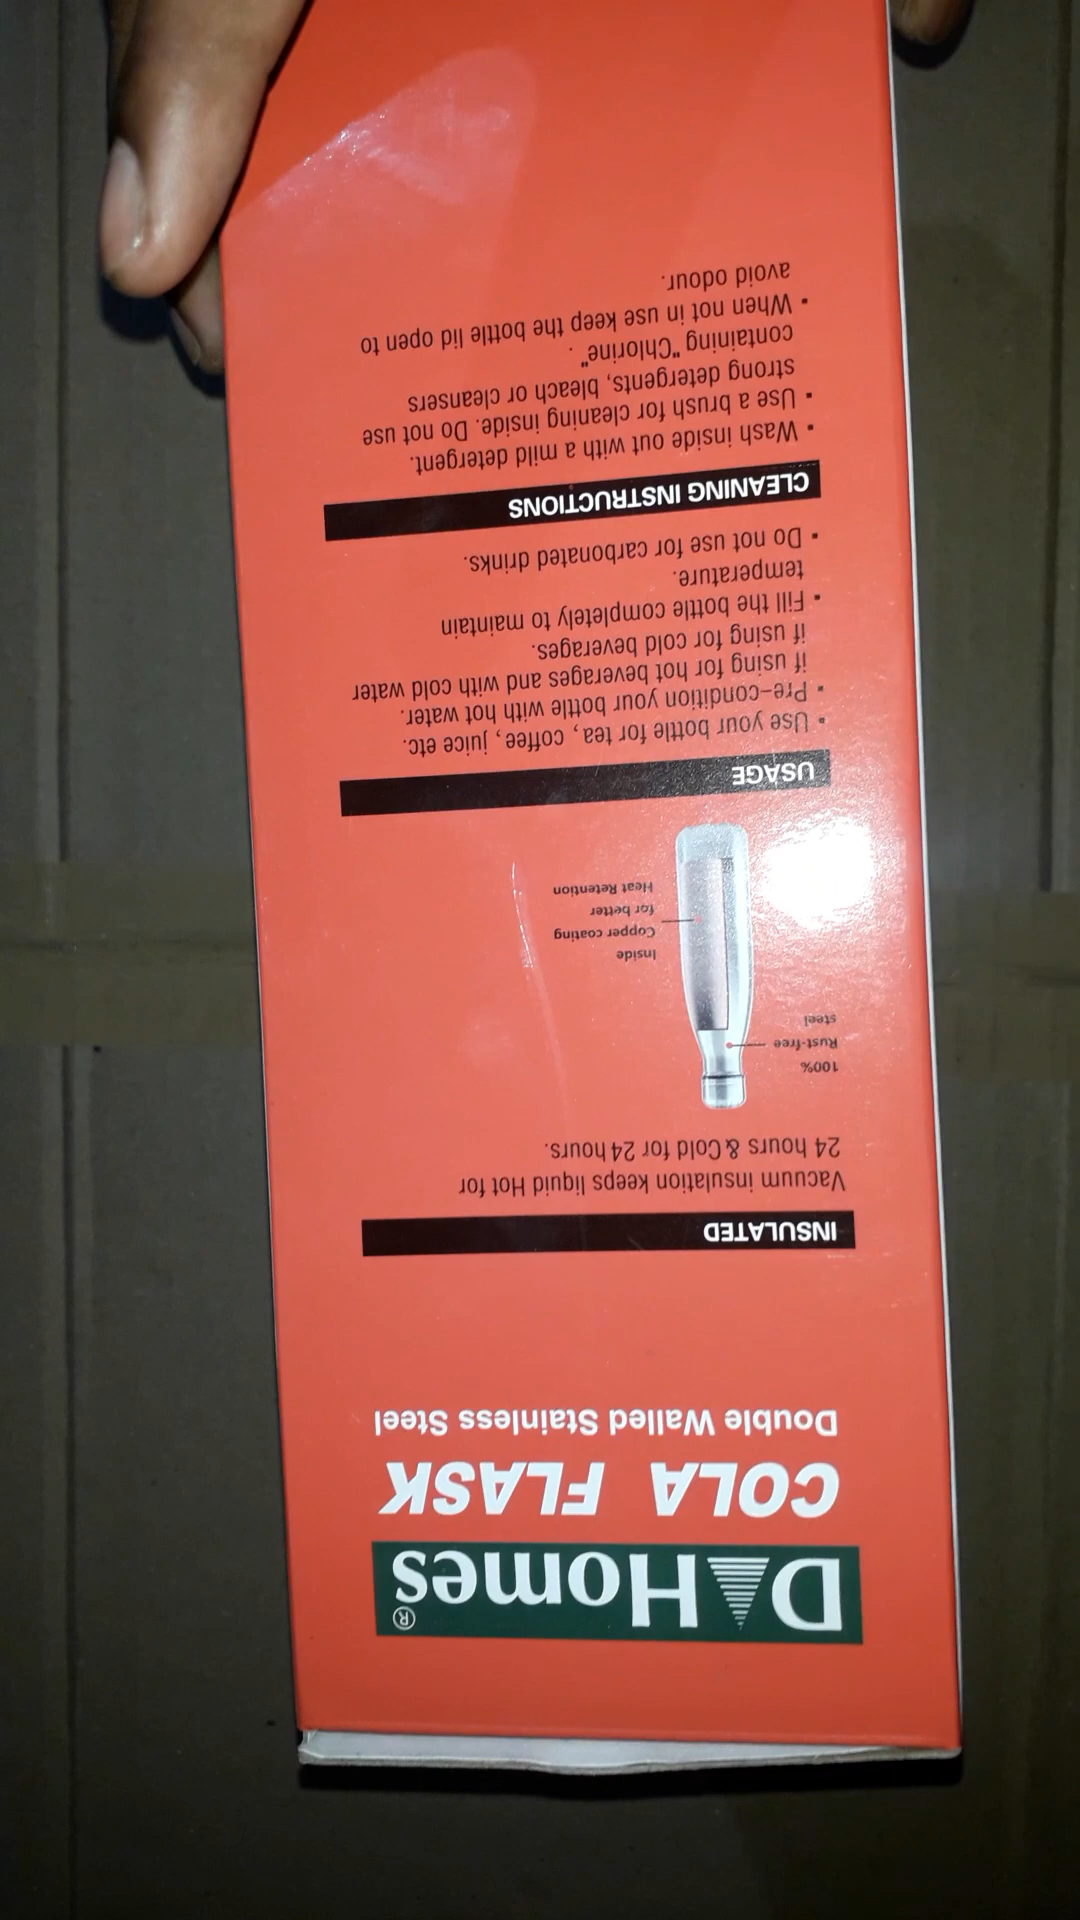 DAHomes®
COLA FLASK
Double Walled Stainless Steel
INSULATED
Vacuum insulation keeps liquid Hot for
24 hours & Cold for 24 hours.
100%
Rust-free
steel
Inside
Copper coating
for better
Heat Retention
USAGE
▪ Use your bottle for tea, coffee, juice etc.
▪ Pre-condition your bottle with hot water.
if using for hot beverages and with cold water
if using for cold beverages.
▪ Fill the bottle completely to maintain
temperature.
▪ Do not use for carbonated drinks.
CLEANING INSTRUCTIONS
▪ Wash inside out with a mild detergent.
▪ Use a brush for cleaning inside. Do not use
strong detergents, bleach or cleansers
containing "Chlorine" .
▪ When not in use keep the bottle lid open to
avoid odour.